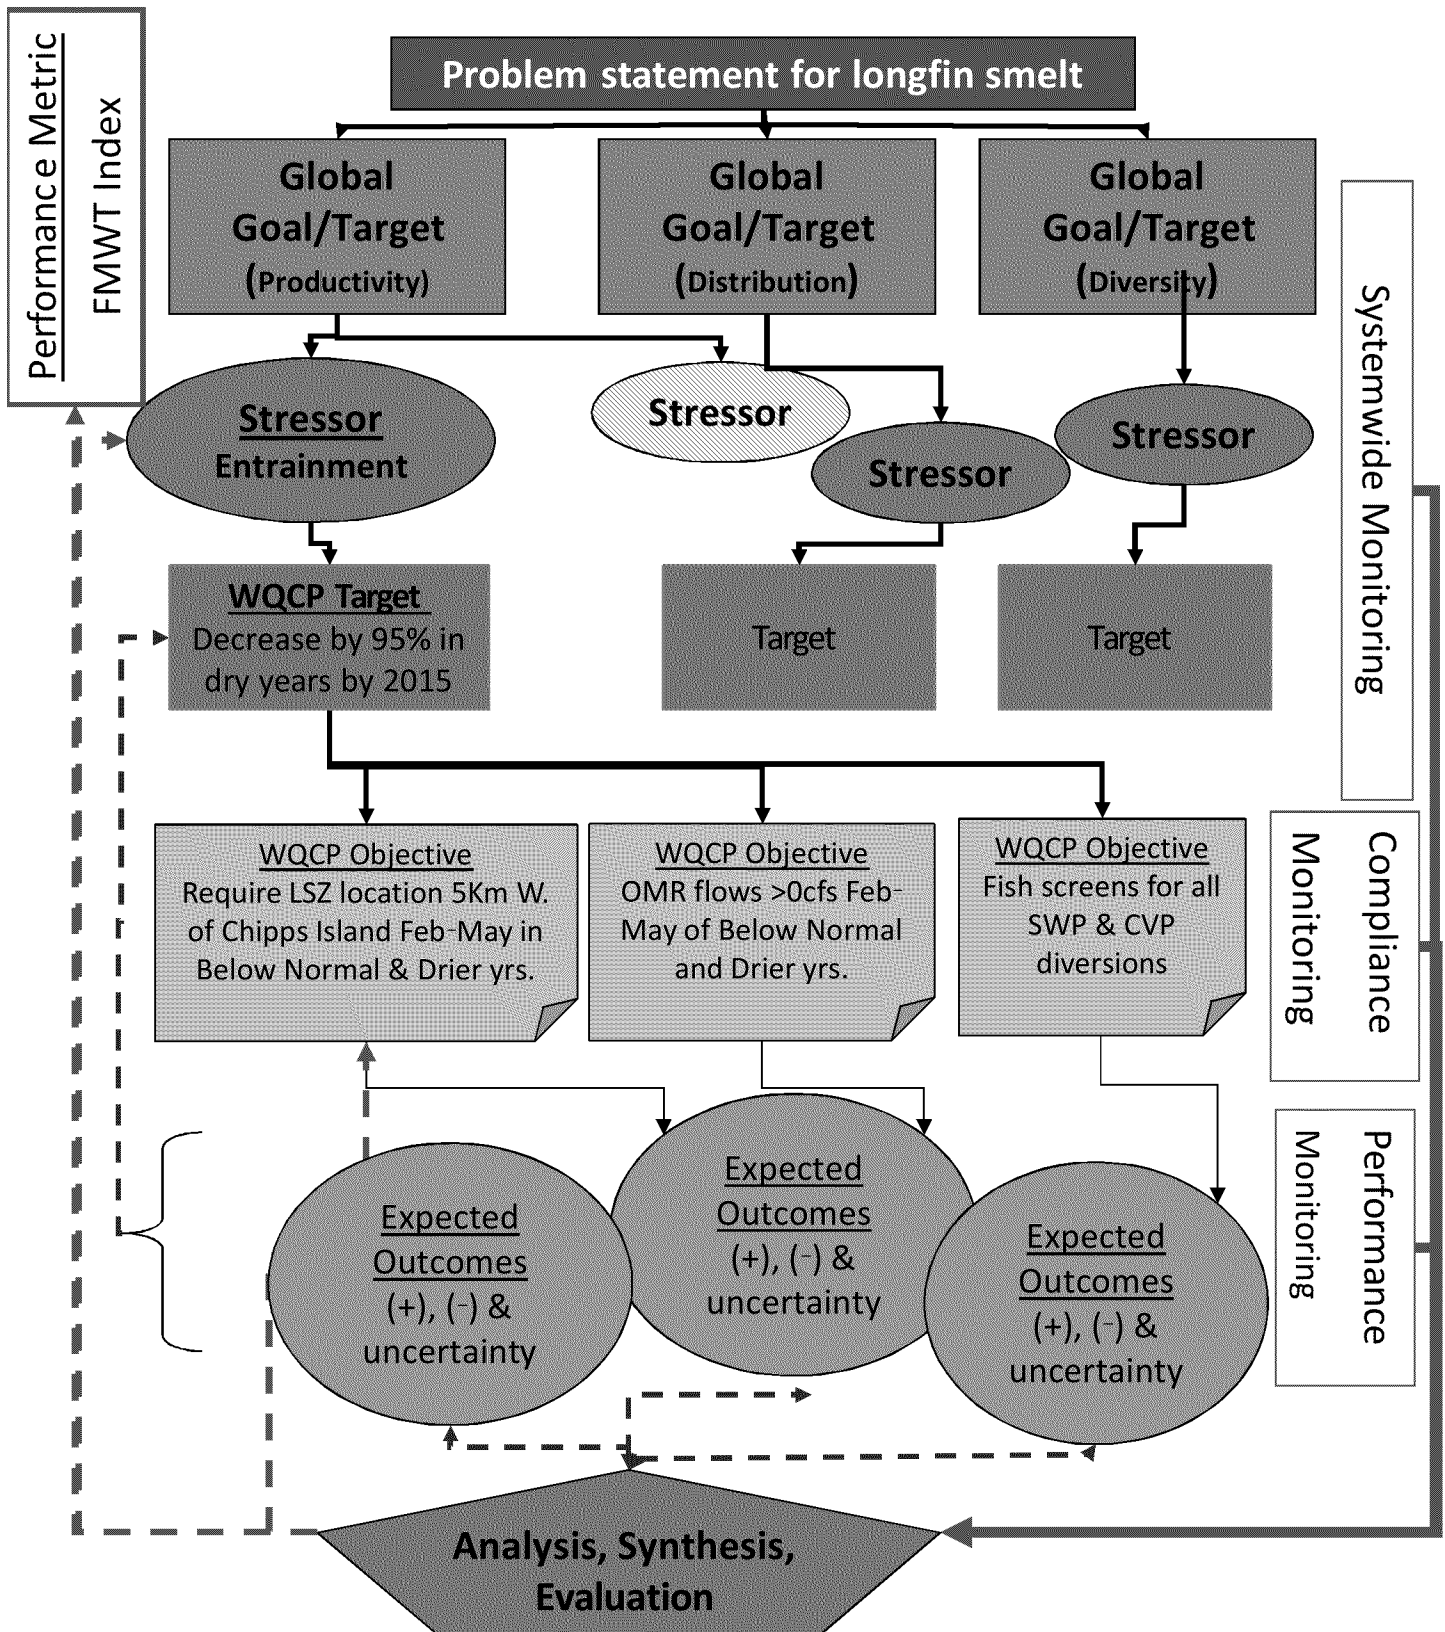 Performance Metric
FMWT Index
Problem statement for longfin smelt
Global
Goal/Target
(Productivity)
Global
Goal/Target
(Distribution)
Global
Goal/Target
(Diversity)
Stressor
Entrainment
Stressor
Stressor
Stressor
WQCP Target
Decrease by 95% in
dry years by 2015
Target
Target
Systemwide Monitoring
WQCP Objective
Require LSZ location 5Km W.
of Chipps Island Feb-May in
Below Normal & Drier yrs.
WQCP Objective
OMR flows >0cfs Feb-
May of Below Normal
and Drier yrs.
WQCP Objective
Fish screens for all
SWP & CVP
diversions
Compliance
Monitoring
Expected
Outcomes
(+), (-) &
uncertainty
Expected
Outcomes
(+), (-) &
uncertainty
Expected
Outcomes
(+), (-) &
uncertainty
Performance
Monitoring
Analysis, Synthesis,
Evaluation